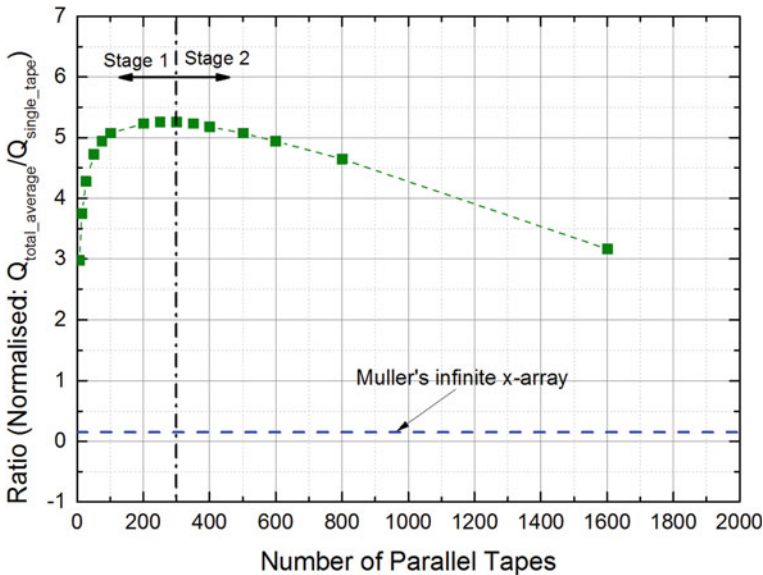 Ratio (Normalised: Q_total_average/Q_single_tape)
7
6
5
4
3
2
1
0
-1
Stage 1
Stage 2
Muller's infinite x-array
0 200 400 600 800 1000 1200 1400 1600 1800 2000
Number of Parallel Tapes